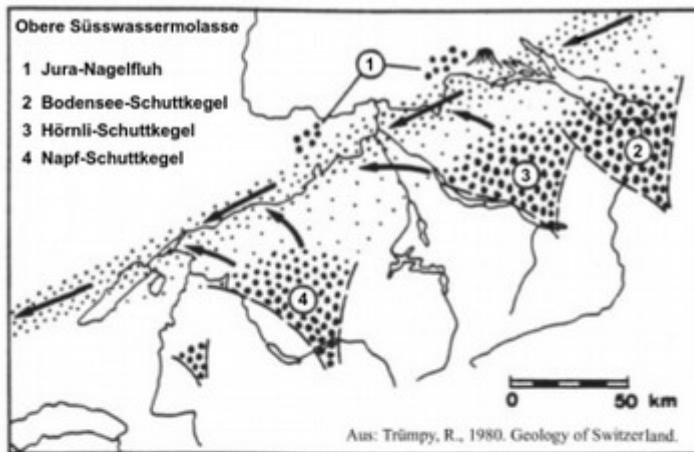 Obere Süsswassermolasse
1 Jura-Nagelfluh
2 Bodensee-Schuttkegel
3 Hörnli-Schuttkegel
4 Napf-Schuttkegel
1
2
3
4
0 50
km
Aus: Trümpy, R., 1980. Geology of Switzerland.